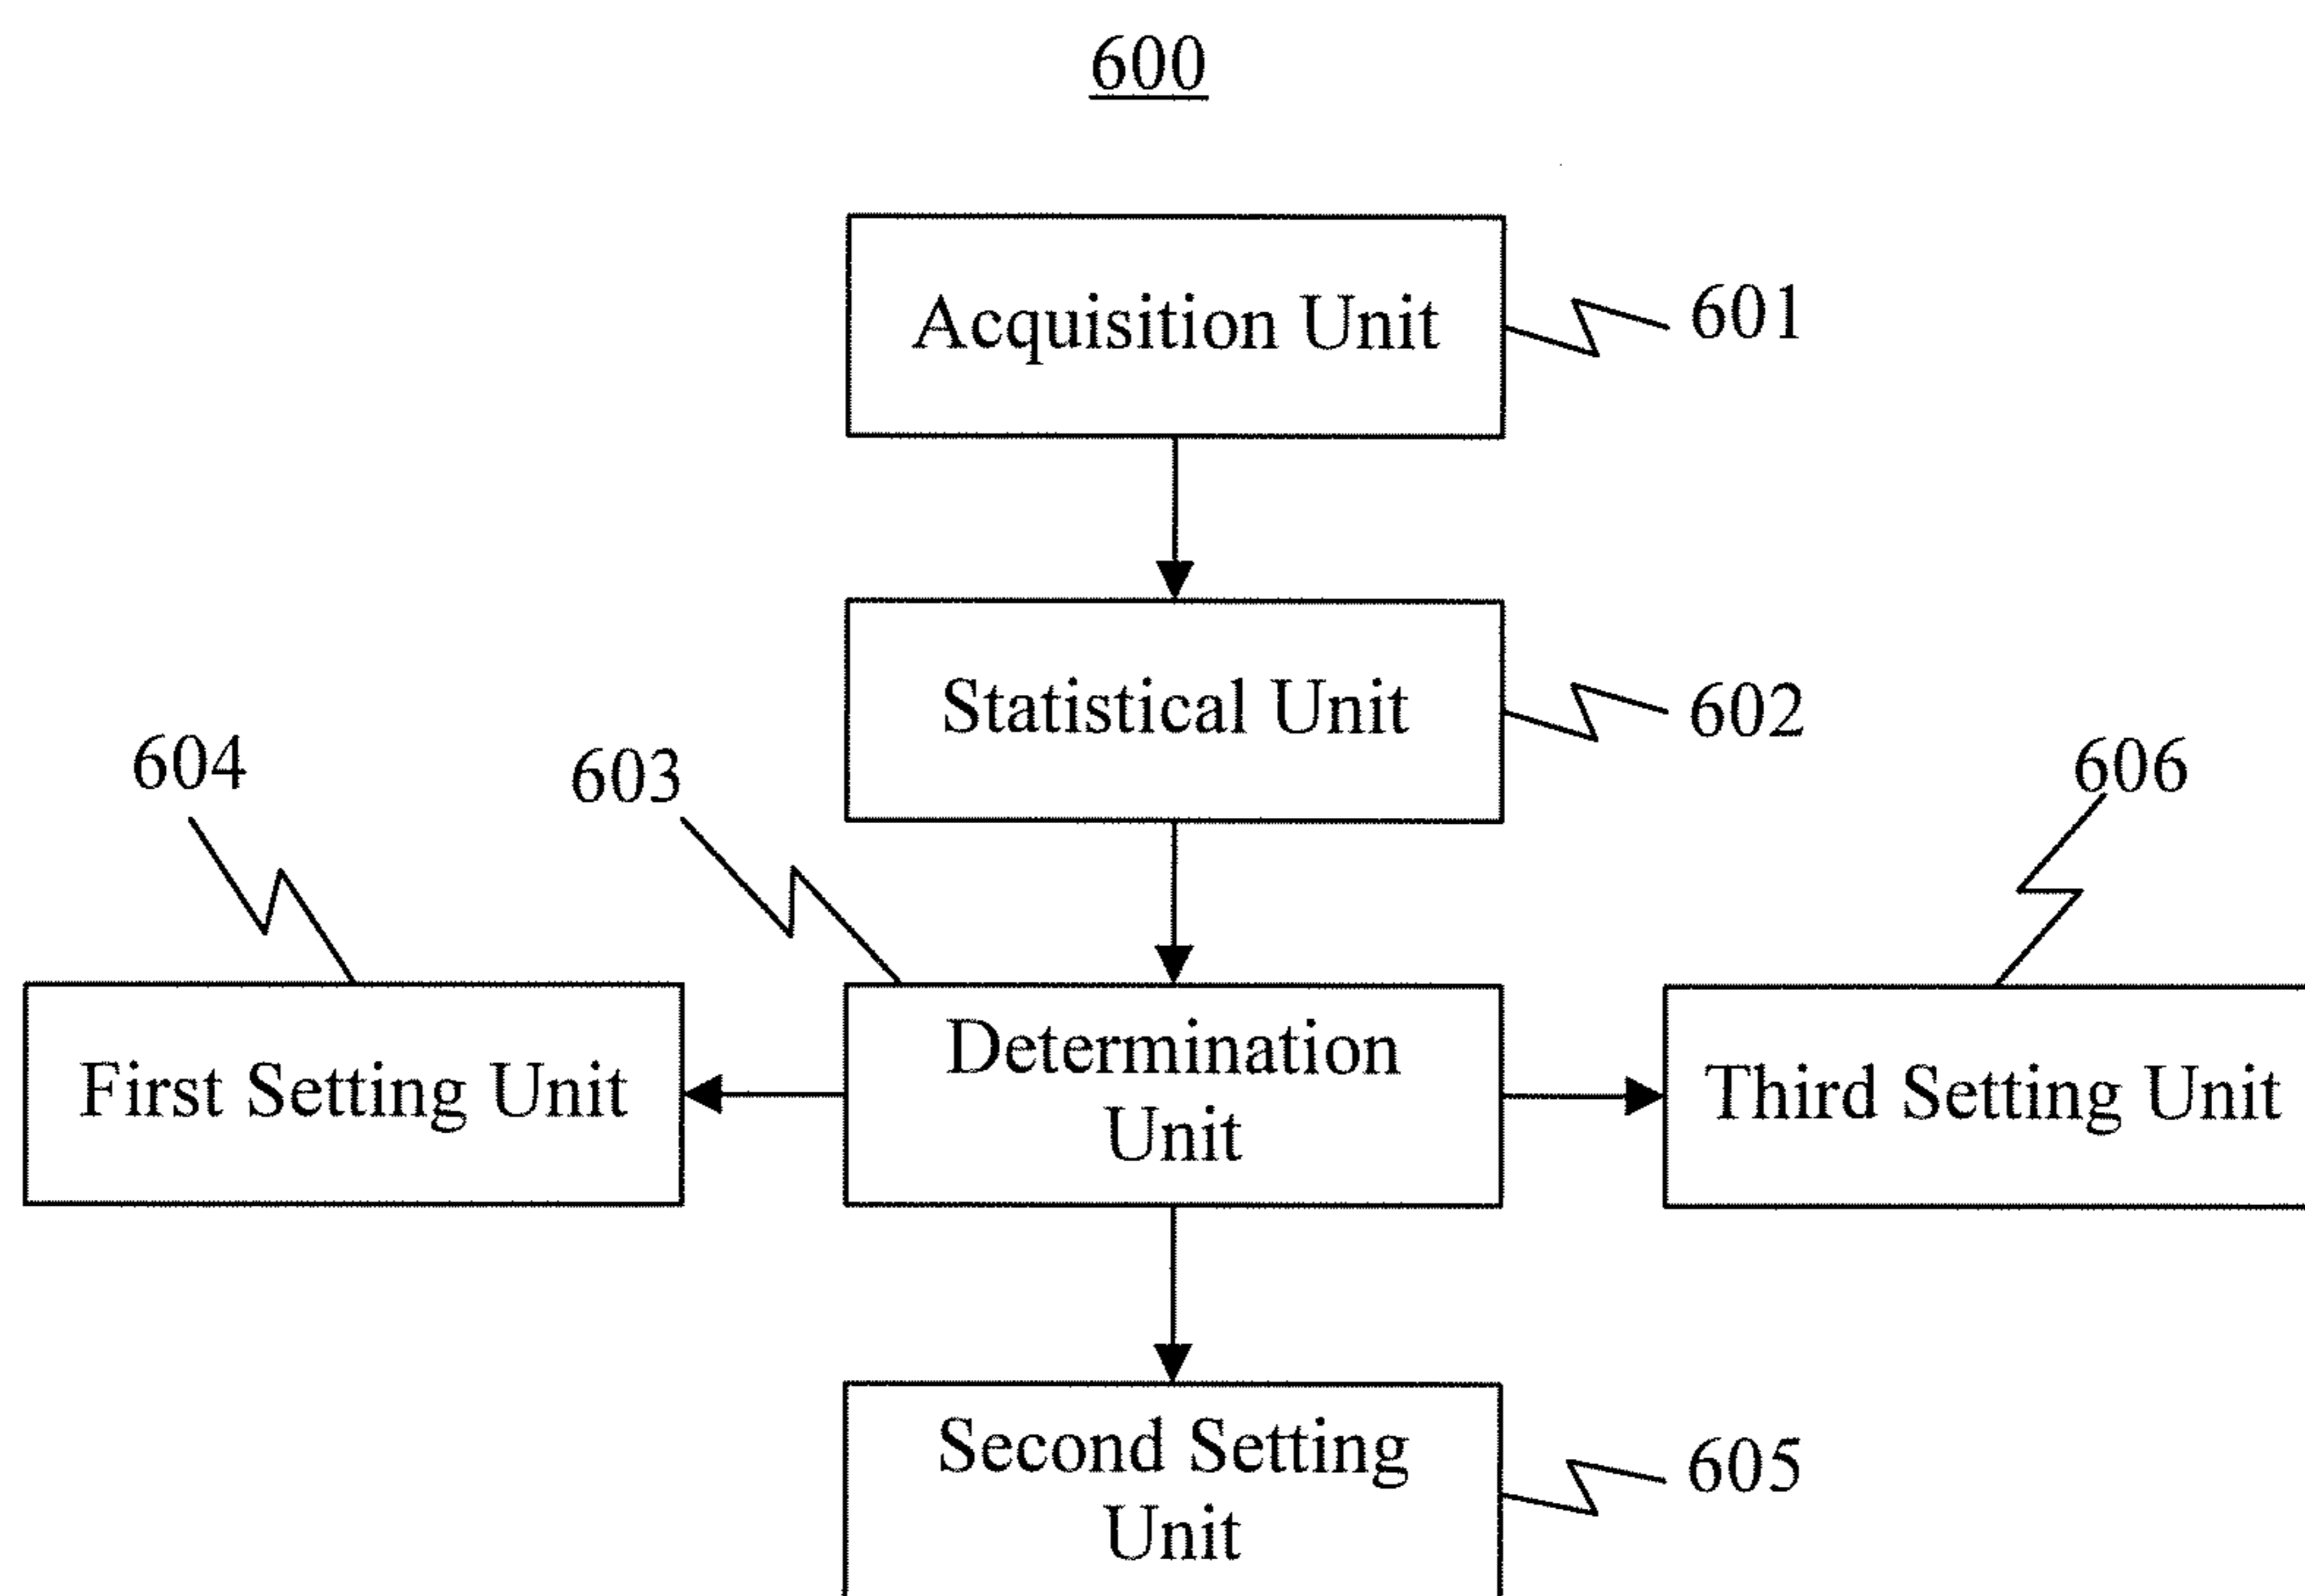 600
Acquisition Unit
601
Statistical Unit
602
604
603
606
First Setting Unit
Determination
Unit
Third Setting Unit
Second Setting
Unit
605